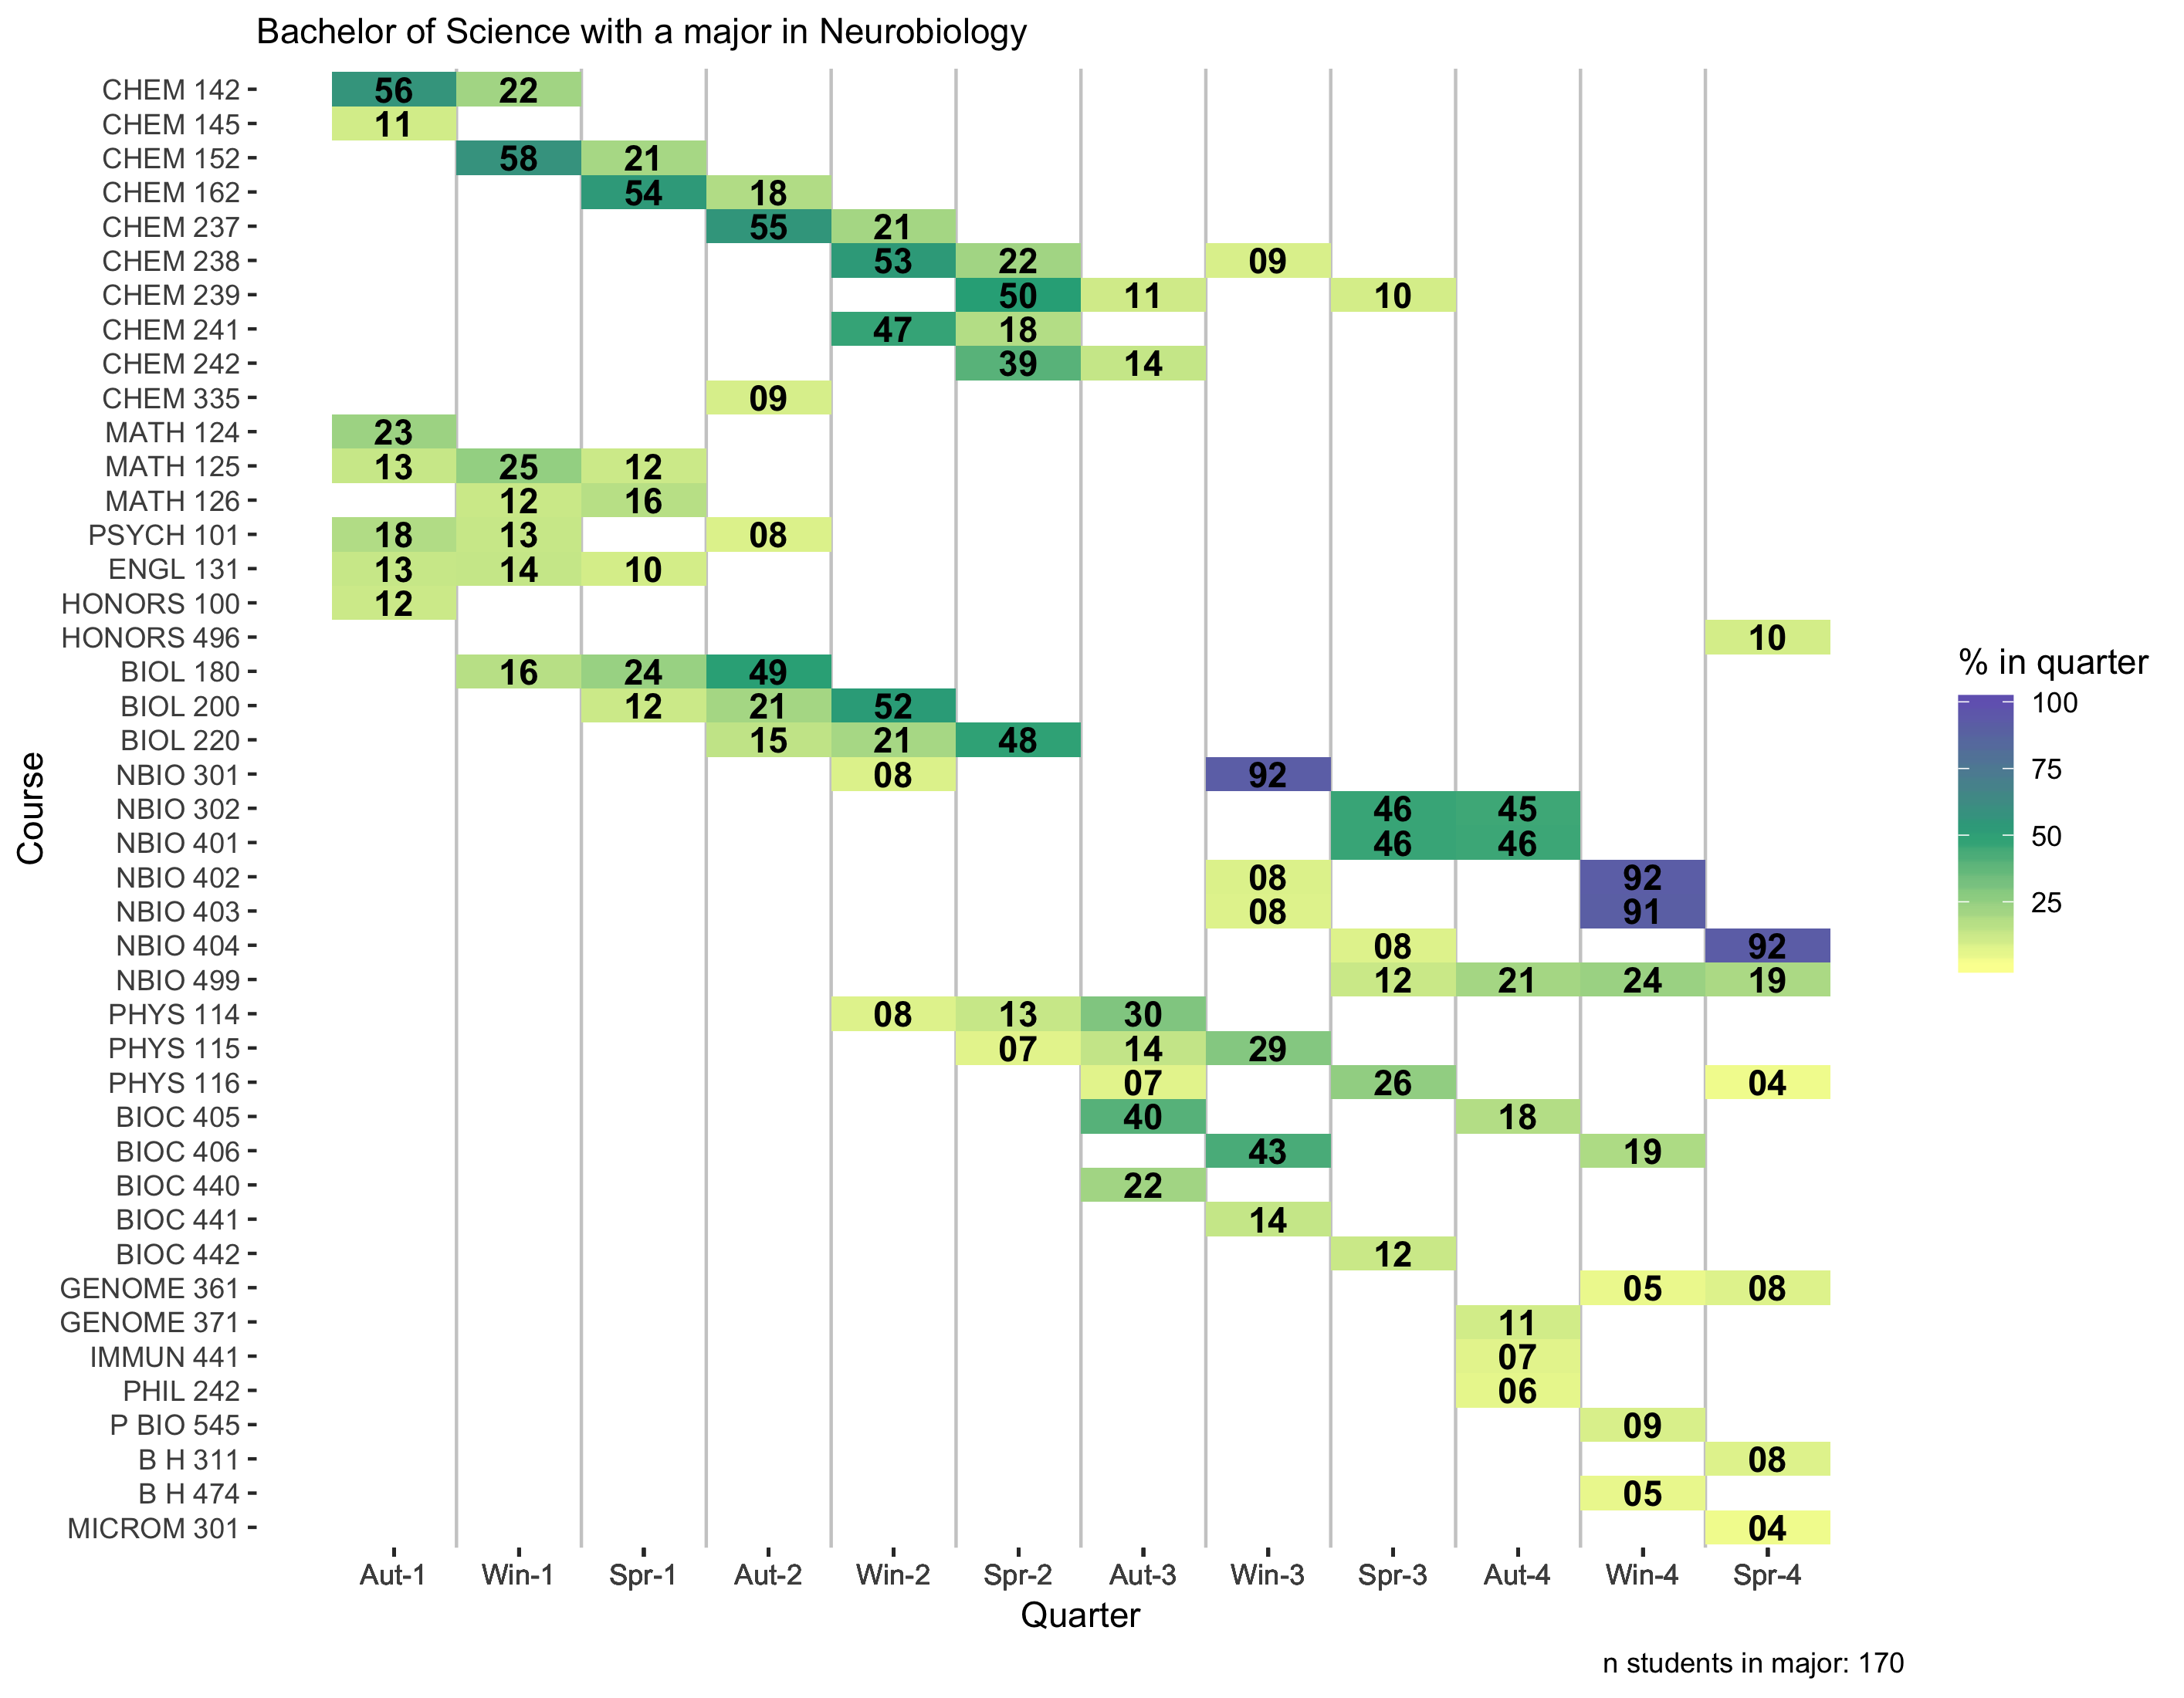 Bachelor of Science with a major in Neurobiology
CHEM 142 56 22
CHEM 145 11
CHEM 152 58 21
CHEM 162 54 18
CHEM 237 55 21
CHEM 238 53 22 09
CHEM 239 50 11 10
CHEM 241 47 18
CHEM 242 39 14
CHEM 335 09
MATH 124 23
MATH 125 13 25 12
MATH 126 12 16
PSYCH 101 18 13 08
ENGL 131 13 14 10
HONORS 100 12
HONORS 496 10
BIOL 180 16 24 49
BIOL 200 12 21 52
BIOL 220 15 21 48
NBIO 301 08 92
NBIO 302 46 45
NBIO 401 46 46
NBIO 402 08 92
NBIO 403 08 91
NBIO 404 08 92
NBIO 499 12 21 24 19
PHYS 114 08 13 30
PHYS 115 07 14 29
PHYS 116 07 26 04
BIOC 405 40 18
BIOC 406 43 19
BIOC 440 22
BIOC 441 14
BIOC 442 12
GENOME 361 05 08
GENOME 371 11
IMMUN 441 07
PHIL 242 06
P BIO 545 09
B H 311 08
B H 474 05
MICROM 301 04
Course
Aut-1 Win-1 Spr-1 Aut-2 Win-2 Spr-2 Aut-3 Win-3 Spr-3 Aut-4 Win-4 Spr-4
Quarter
% in quarter
100
75
50
25
n students in major: 170